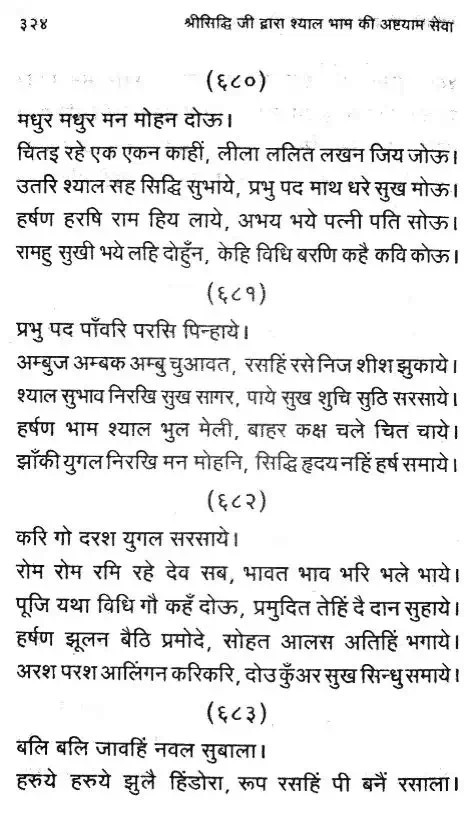 ३२४ श्रीसिद्धि जी द्वारा श्याल भाम की अष्टयाम सेवा
(६८०)
मधुर मधुर मन मोहन दोऊ।
चितइ रहे एक एकन काहीं, लीला ललित लखन जिय जोऊ।
उतरि श्याल सह सिद्धि सुभाये, प्रभु पद माथ धरे सुख मोऊ।
हर्षण हरषि राम हिय लाये, अभय भये पत्नी पति सोऊ।
रामहु सुखी भये लहि दोहुँन, केहि विधि बरणि कहै कवि कोऊ।
(६८१)
प्रभु पद पाँवरि परसि पिन्हाये।
अम्बुज अम्बक अम्बु चुआवत, रसहिं रसे निज शीश झुकाये।
श्याल सुभाव निरखि सुख सागर, पाये सुख शुचि सुठि सरसाये।
हर्षण भाम श्याल भुल मेली, बाहर कक्ष चले चित चाये।
झाँकी युगल निरखि मन मोहनि, सिद्धि हृदय नहिं हर्ष समाये।
(६८२)
करि गो दरश युगल सरसाये।
रोम रोम रमि रहे देव सब, भावत भाव भरि भले भाये।
पूजि यथा विधि गौ कहँ दोऊ, प्रमुदित तेहिं दै दान सुहाये।
हर्षण झूलन बैठि प्रमोदे, सोहत आलस अतिहिं भगाये।
अरश परश आलिंगन करिकरि, दोउ कुँअर सुख सिन्धु समाये।
(६८३)
बलि बलि जावहिं नवल सुबाला।
हरुये हरुये झुलै हिंडोरा, रूप रसहिं पी बनैं रसाला।